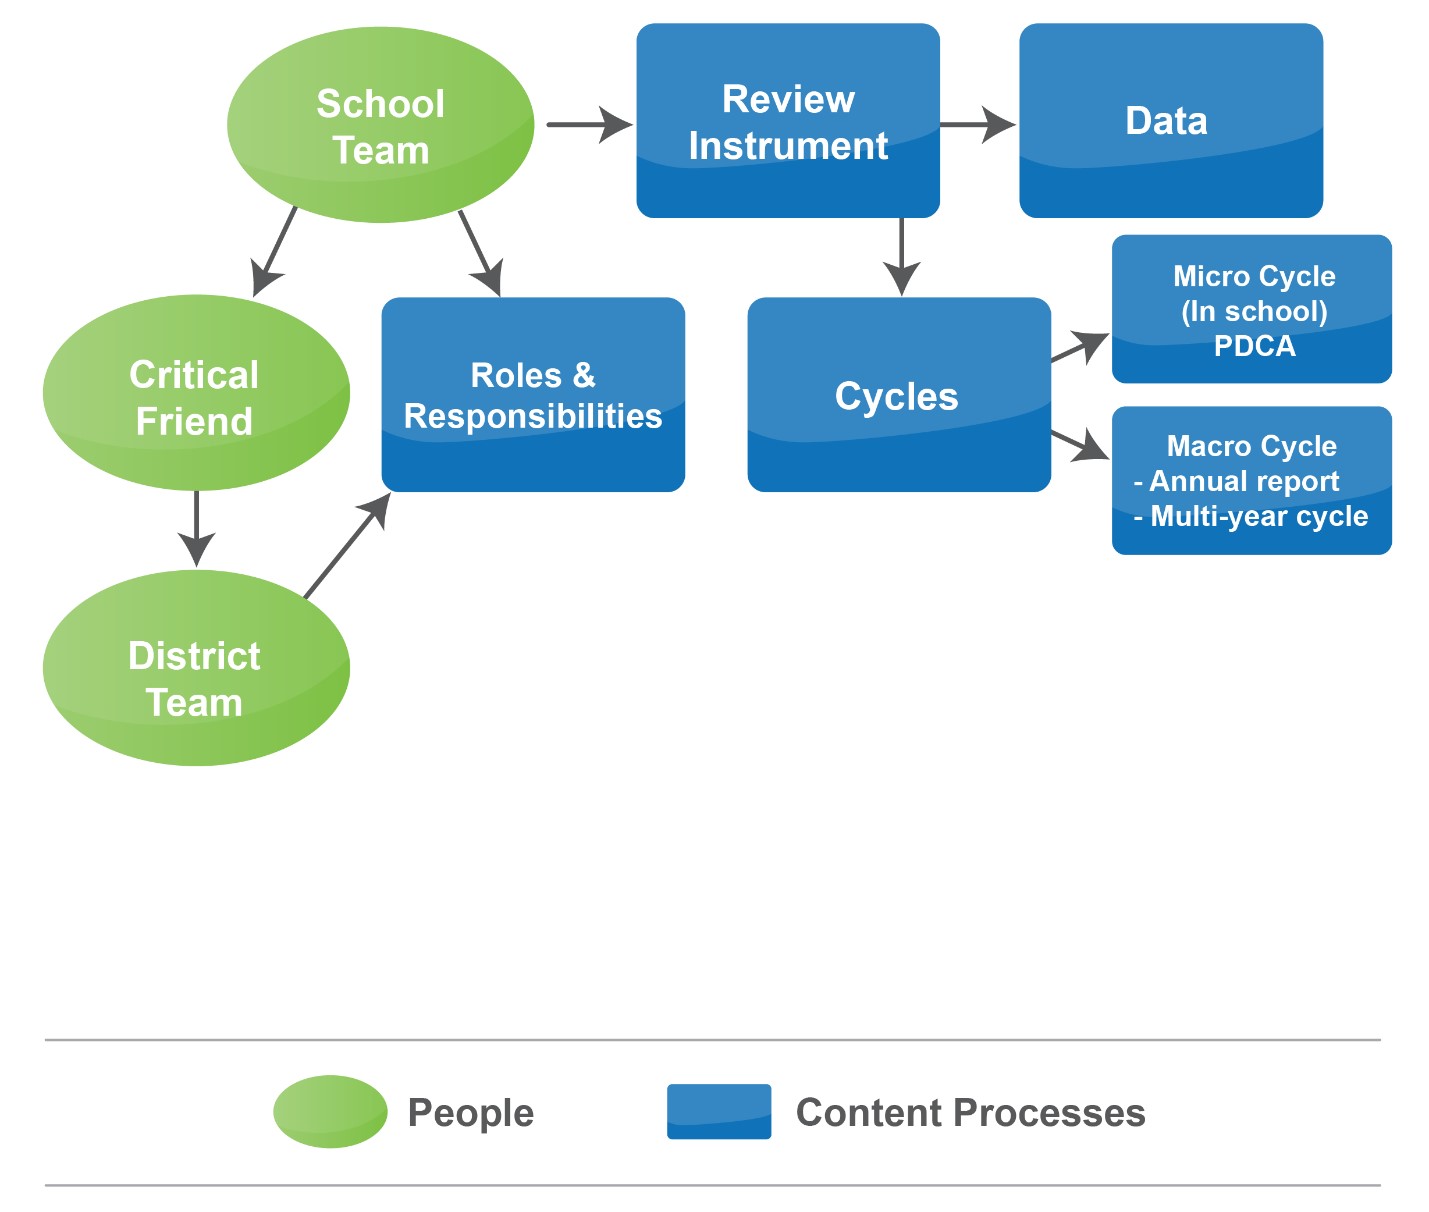 School
Team
Review
Instrument
Data
Critical
Friend
Roles &
Responsibilities
Cycles
Micro Cycle
(In school)
PDCA
Macro Cycle
- Annual report
- Multi-year cycle
District
Team
People
Content Processes